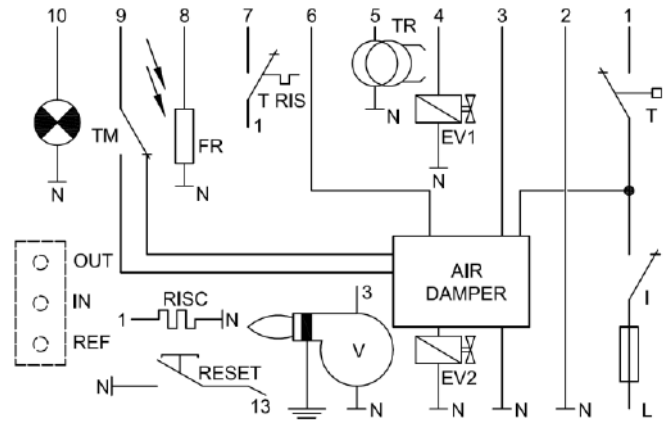 10 9 8 7 6 5 4 3 2 1
TR
T RIS
TM
FR
1
N
EV1
T
N
N
N
OUT
IN
REF
AIR
DAMPER
RISC
1
N
3
I
V
EV2
RESET
N
13
N
N
N
N
L